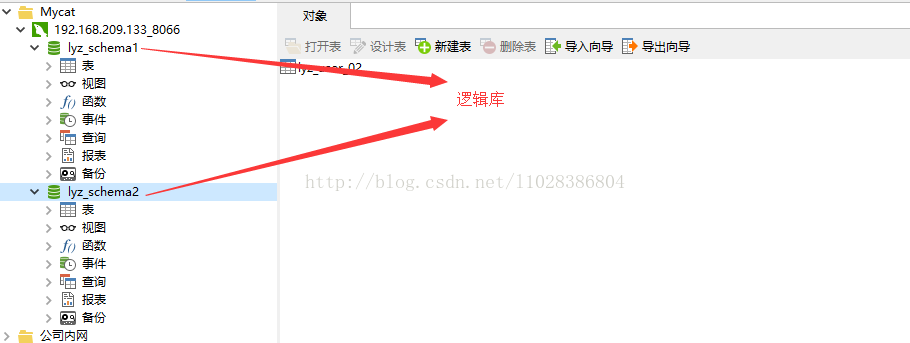 Mycat
对象
192.168.209.133_8066
lyz_schema1
打开表 设计表 新建表 删除表 导入向导 导出向导
表
lyz_user_02
视图
逻辑库
函数
事件
查询
报表
备份
http://blog.csdn.net/l1028386804
lyz_schema2
表
视图
函数
事件
查询
报表
备份
公司内网